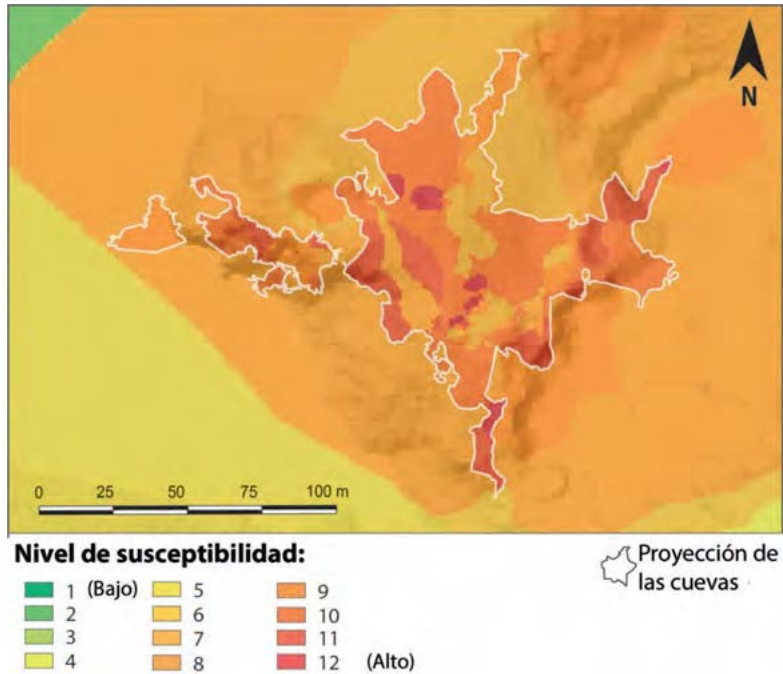 N
0 25 50 75 100 m
Nivel de susceptibilidad:
1 (Bajo)
2
3
4
5
6
7
8
9
10
11
12 (Alto)
Proyección de
las cuevas